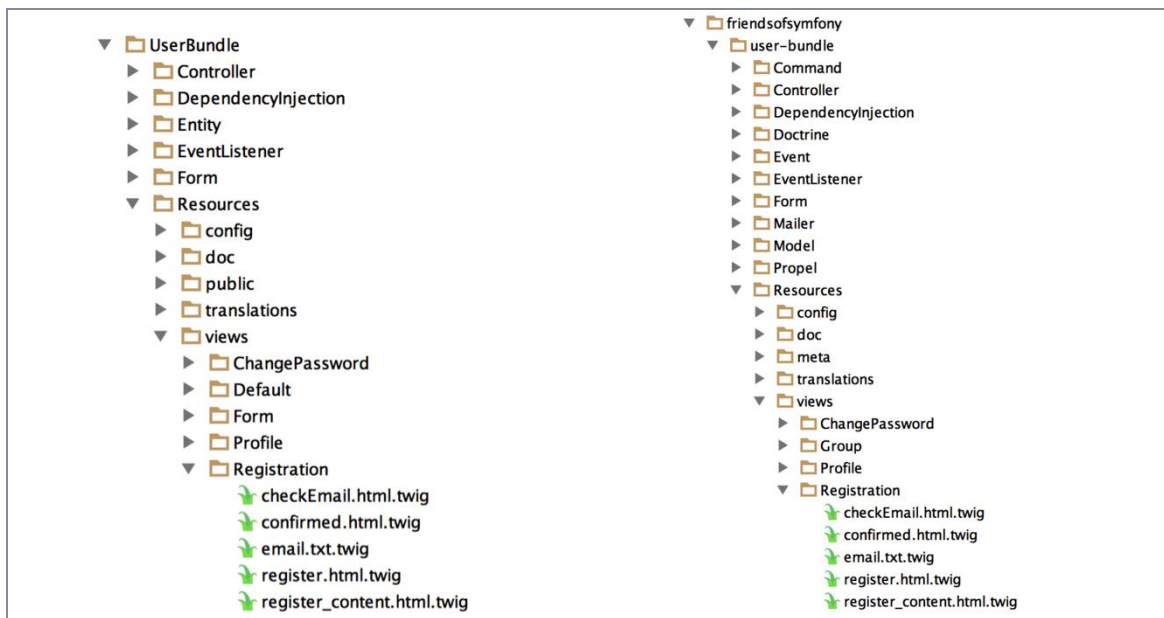 UserBundle
Controller
DependencyInjection
Entity
EventListener
Form
Resources
config
doc
public
translations
views
ChangePassword
Default
Form
Profile
Registration
checkEmail.html.twig
confirmed.html.twig
email.txt.twig
register.html.twig
register_content.html.twig
friendsofsymfony
user-bundle
Command
Controller
DependencyInjection
Doctrine
Event
EventListener
Form
Mailer
Model
Propel
Resources
config
doc
meta
translations
views
ChangePassword
Group
Profile
Registration
checkEmail.html.twig
confirmed.html.twig
email.txt.twig
register.html.twig
register_content.html.twig